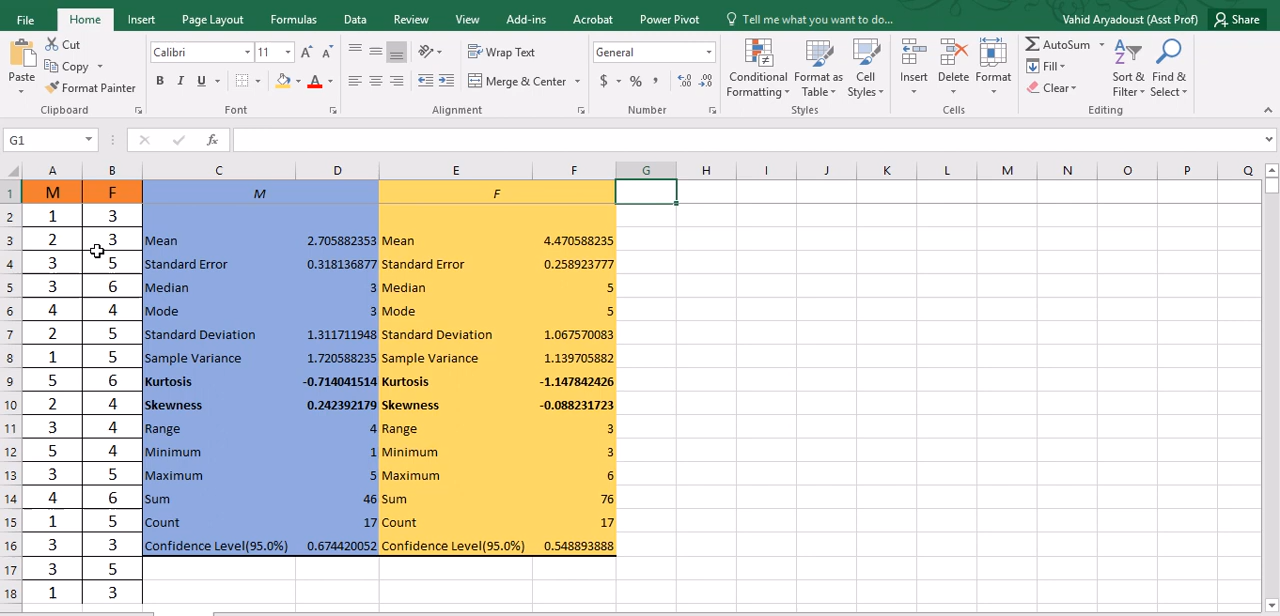 File Home Insert Page Layout Formulas Data Review View Add-ins Acrobat Power Pivot Tell me what you want to do... Vahid Aryadoust (Asst Prof) Share
Paste
Cut
Copy
Format Painter
Clipboard
Calibri 11
B I U
Font
Wrap Text
Merge & Center
Alignment
General
$ % ,
Number
Conditional Formatting
Format as Table
Cell Styles
Styles
Insert
Delete
Format
Cells
AutoSum
Fill
Clear
Sort & Filter
Find & Select
Editing
G1 fx
A B C D E F G H I J K L M N O P Q
1 M F M F
2 1 3
3 2 3 Mean 2.705882353 Mean 4.470588235
4 3 5 Standard Error 0.318136877 Standard Error 0.258923777
5 3 6 Median 3 Median 5
6 4 4 Mode 3 Mode 5
7 2 5 Standard Deviation 1.311711948 Standard Deviation 1.067570083
8 1 5 Sample Variance 1.720588235 Sample Variance 1.139705882
9 5 6 Kurtosis -0.714041514 Kurtosis -1.147842426
10 2 4 Skewness 0.242392179 Skewness -0.088231723
11 3 4 Range 4 Range 3
12 5 4 Minimum 1 Minimum 3
13 3 5 Maximum 5 Maximum 6
14 4 6 Sum 46 Sum 76
15 1 5 Count 17 Count 17
16 3 3 Confidence Level(95.0%) 0.674420052 Confidence Level(95.0%) 0.548893888
17 3 5
18 1 3